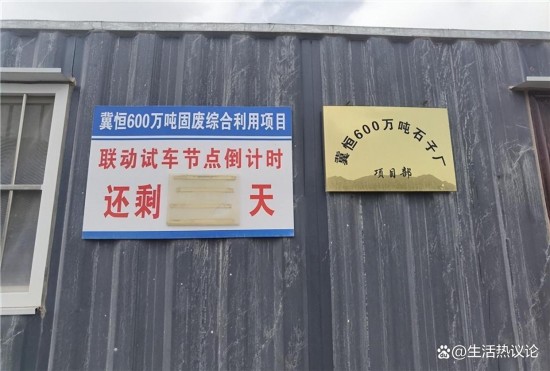 冀恒600万吨固废综合利用项目
联动试车节点倒计时
还剩 天
冀恒600万吨石子厂
项目部
@生活热议论